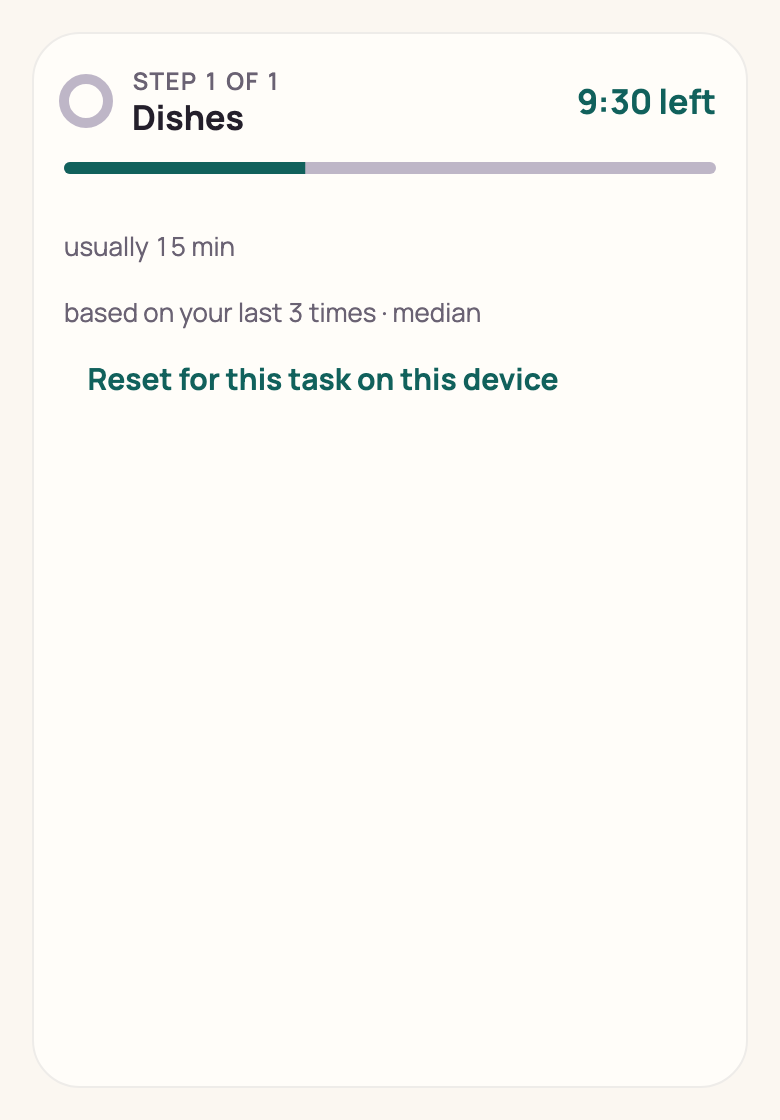 STEP 1 OF 1
Dishes
9:30 left
usually 15 min
based on your last 3 times · median
Reset for this task on this device